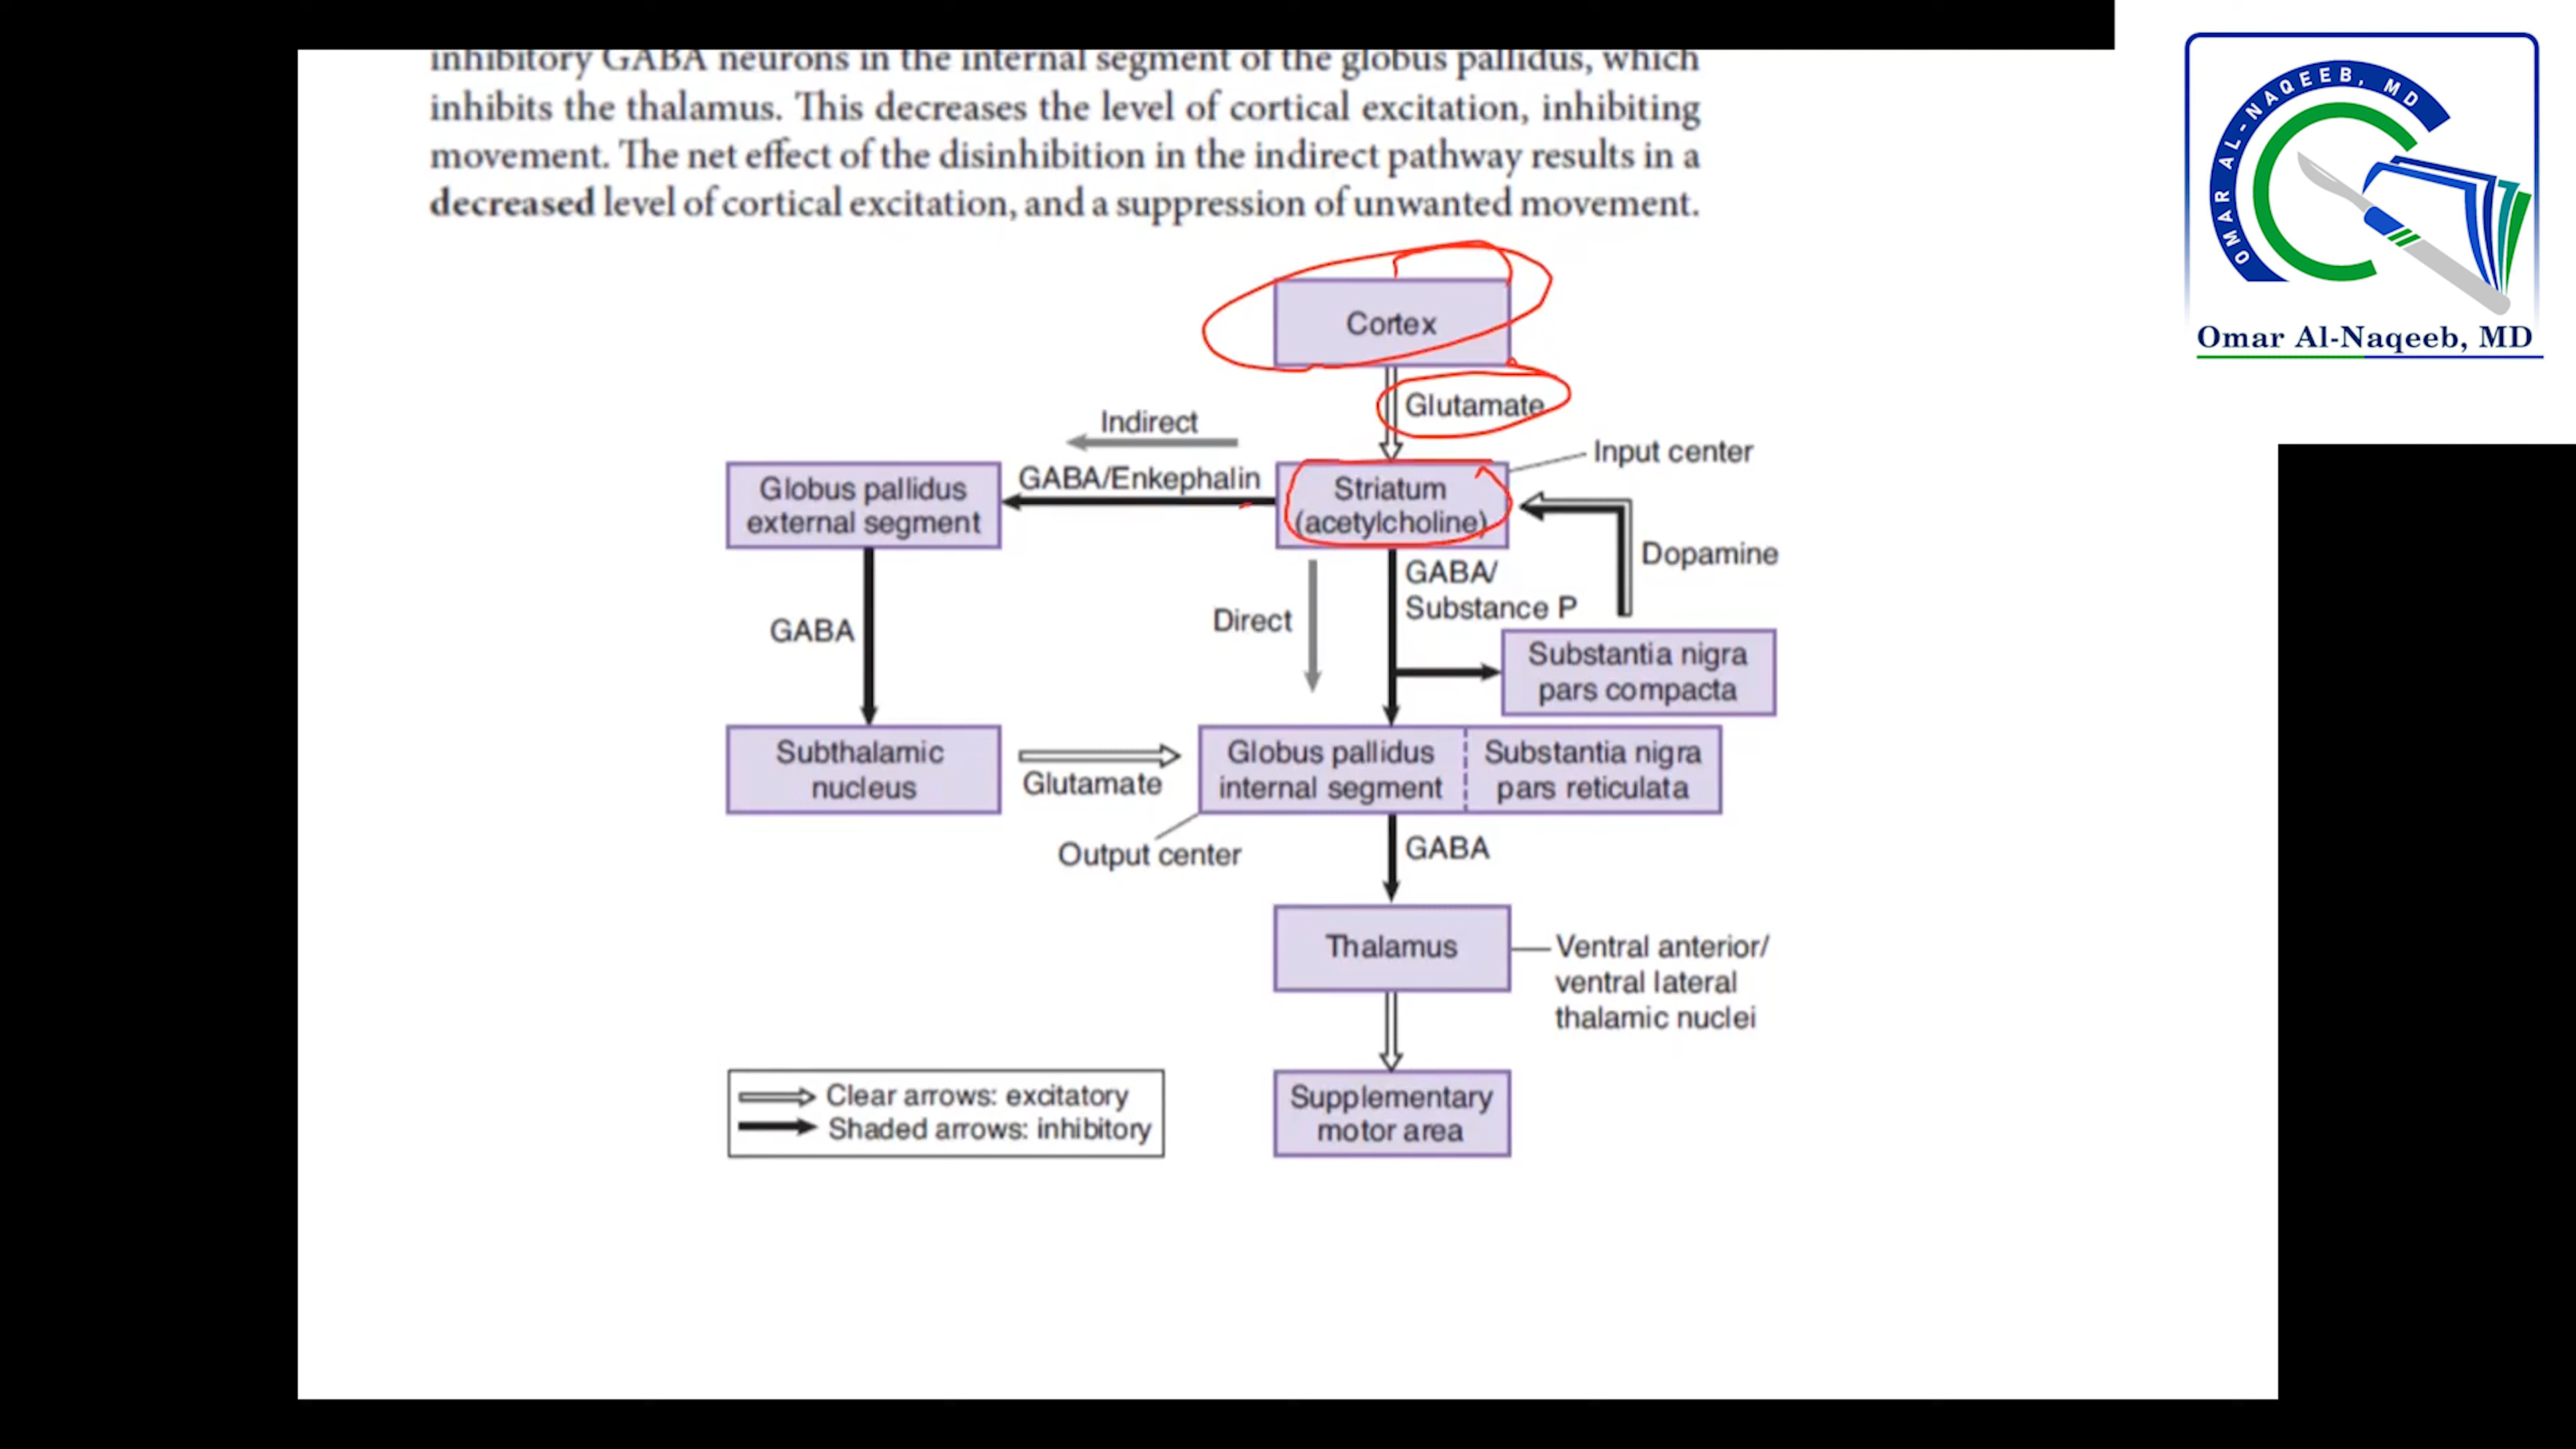 inhibitory GABA neurons in the internal segment of the globus pallidus, which
inhibits the thalamus. This decreases the level of cortical excitation, inhibiting
movement. The net effect of the disinhibition in the indirect pathway results in a
decreased level of cortical excitation, and a suppression of unwanted movement.
OMAR AL-NAQEEB, MD
Omar Al-Naqeeb, MD
Cortex
Glutamate
Indirect
Input center
GABA/Enkephalin
Globus pallidus
external segment
Striatum
(acetylcholine)
Dopamine
GABA/
Substance P
Direct
GABA
Substantia nigra
pars compacta
Subthalamic
nucleus
Glutamate
Globus pallidus
internal segment
Substantia nigra
pars reticulata
Output center
GABA
Thalamus
Ventral anterior/
ventral lateral
thalamic nuclei
Clear arrows: excitatory
Shaded arrows: inhibitory
Supplementary
motor area